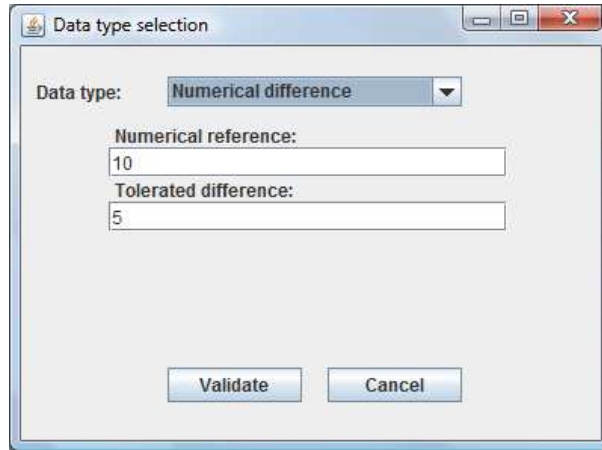 Data type selection
Data type: Numerical difference
Numerical reference:
10
Tolerated difference:
5
Validate Cancel